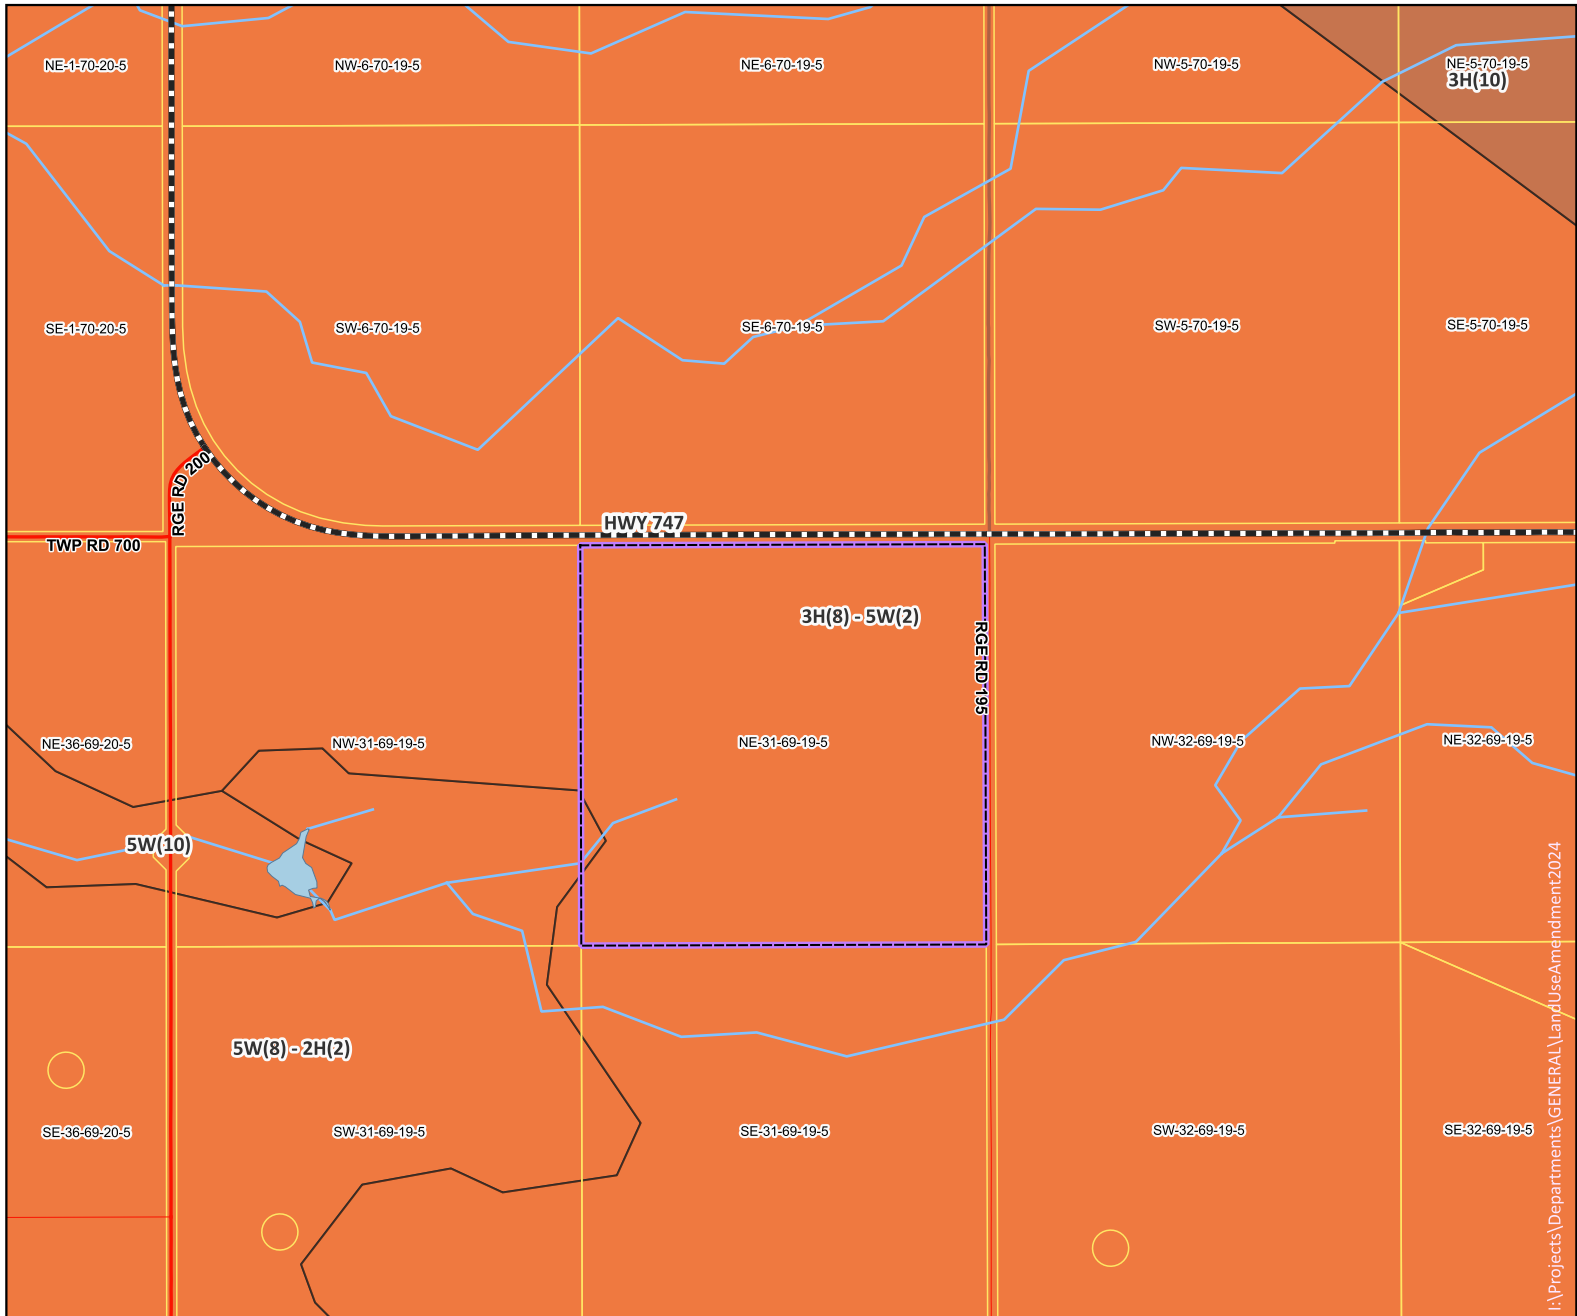 NE-1-70-20-5
NW-6-70-19-5
NE-6-70-19-5
NW-5-70-19-5
NE-5-70-19-5
3H(10)
SE-1-70-20-5
SW-6-70-19-5
SE-6-70-19-5
SW-5-70-19-5
SE-5-70-19-5
RGE RD 200
HWY 747
TWP RD 700
3H(8) - 5W(2)
RGE RD 195
NE-36-69-20-5
NW-31-69-19-5
NE-31-69-19-5
NW-32-69-19-5
NE-32-69-19-5
5W(10)
5W(8) - 2H(2)
SE-36-69-20-5
SW-31-69-19-5
SE-31-69-19-5
SW-32-69-19-5
SE-32-69-19-5
I:\Projects\Departments\GENERAL\LandUseAmendment2024